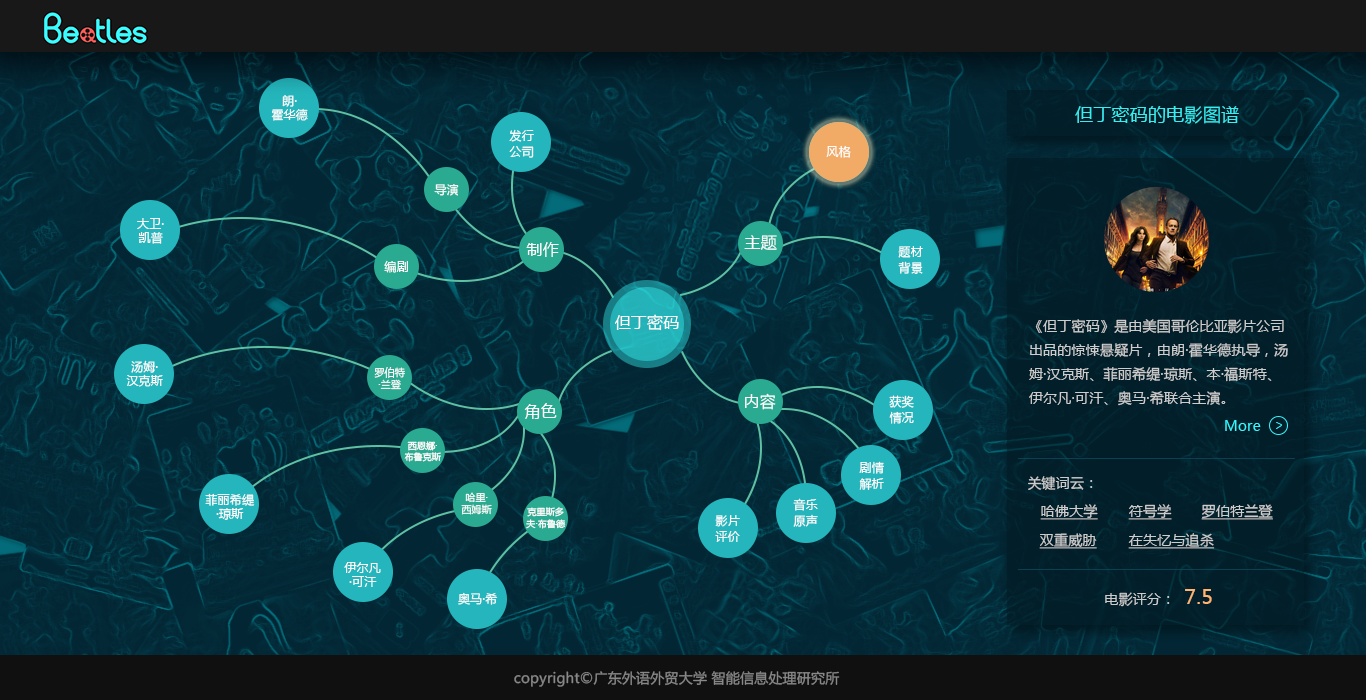 Beatles
但丁密码的电影图谱
朗·
霍华德
发行
公司
风格
导演
大卫·
凯普
编剧
制作
主题
题材
背景
但丁密码
汤姆·
汉克斯
罗伯特
·兰登
角色
内容
获奖
情况
西恩娜·
布鲁克斯
剧情
解析
菲丽希缇
·琼斯
哈里·
西姆斯
克里斯多
夫·布鲁德
音乐
原声
影片
评价
伊尔凡
·可汗
奥马·希
《但丁密码》是由美国哥伦比亚影片公司
出品的惊悚悬疑片，由朗·霍华德执导，汤
姆·汉克斯、菲丽希缇·琼斯、本·福斯特、
伊尔凡·可汗、奥马·希联合主演。
More >
关键词云：
哈佛大学 符号学 罗伯特兰登
双重威胁 在失忆与追杀
电影评分： 7.5
copyright©广东外语外贸大学 智能信息处理研究所